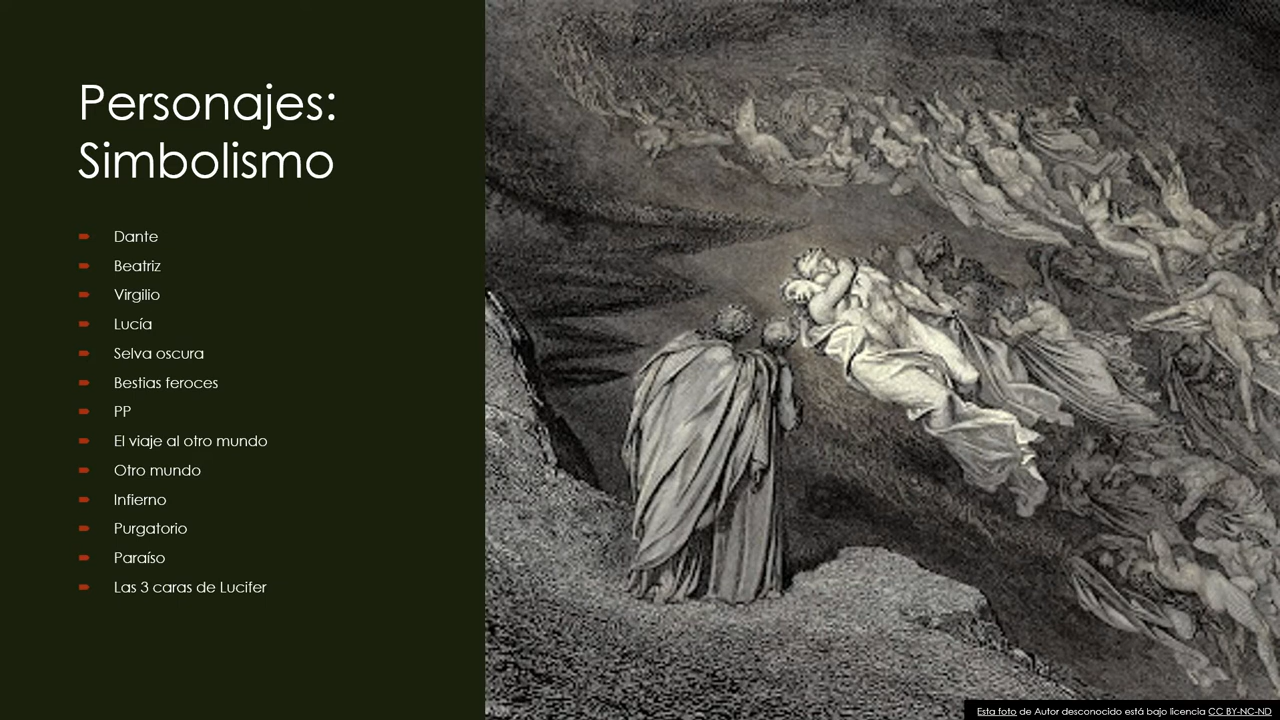 Personajes:
Simbolismo
Dante
Beatriz
Virgilio
Lucía
Selva oscura
Bestias feroces
PP
El viaje al otro mundo
Otro mundo
Infierno
Purgatorio
Paraíso
Las 3 caras de Lucifer
Esta foto de Autor desconocido está bajo licencia CC BY-NC-ND